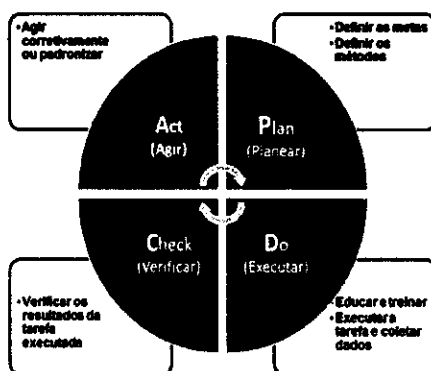 • Agir
corretivamente
ou padronizar
• Definir as metas
• Definir os
métodos
Act
(Agir)
Plan
(Planear)
Check
(Verificar)
Do
(Executar)
• Verificar os
resultados da
tarefa
executada
• Educar e treinar
• Executar a
tarefa e coletar
dados